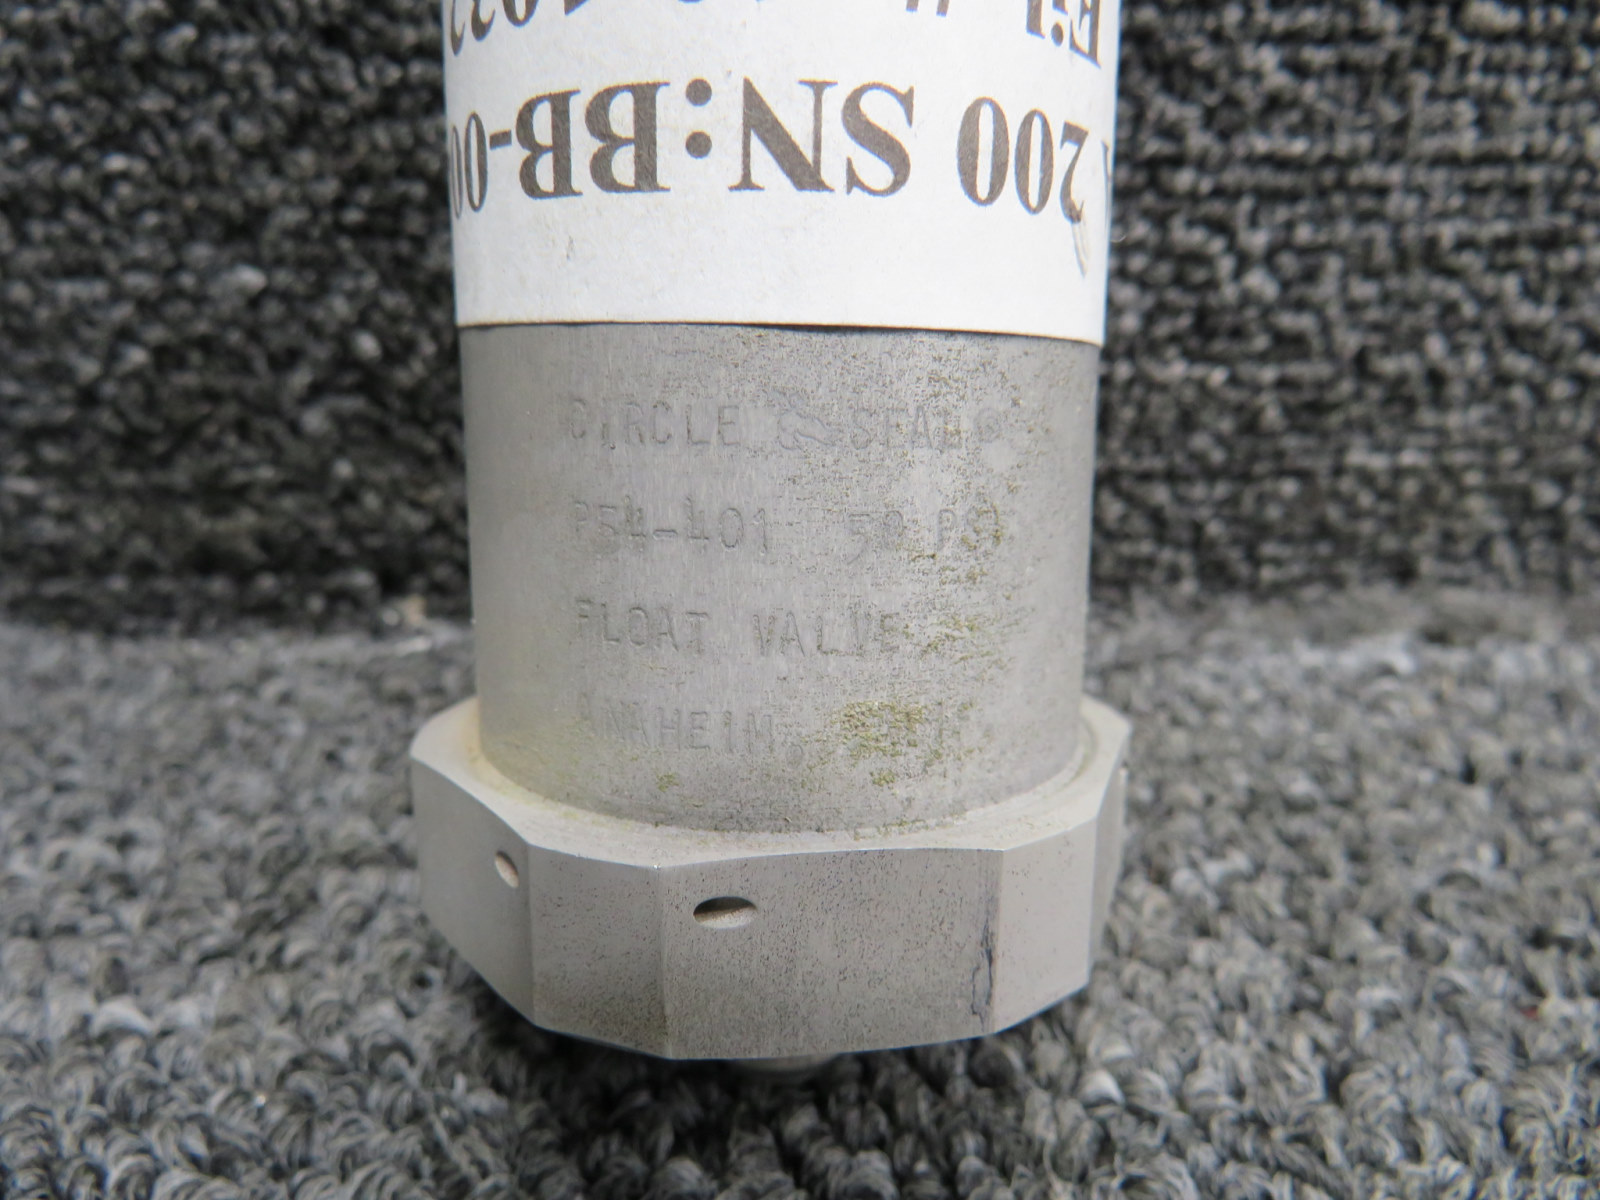 200 SN:BB-00
CIRCLE SEAL®
P54-401 50 PSI
FLOAT VALVE
ANAHEIM,